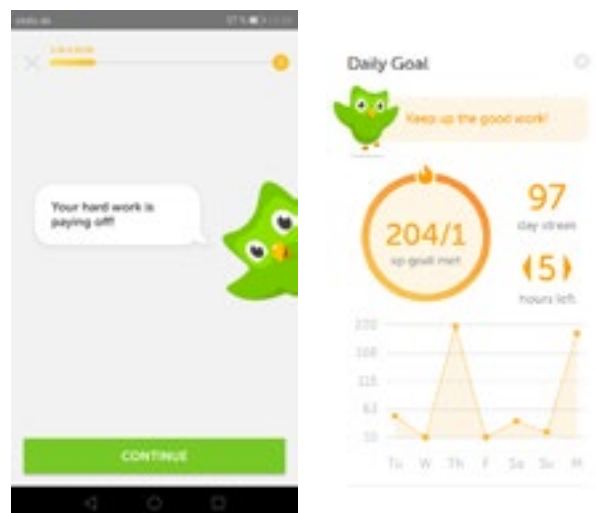 Your hard work is
paying off!
CONTINUE
Daily Goal
Keep up the good work!
204/1
xp goal met
97
day streak
5
hours left
Tu W Th F Sa Su M